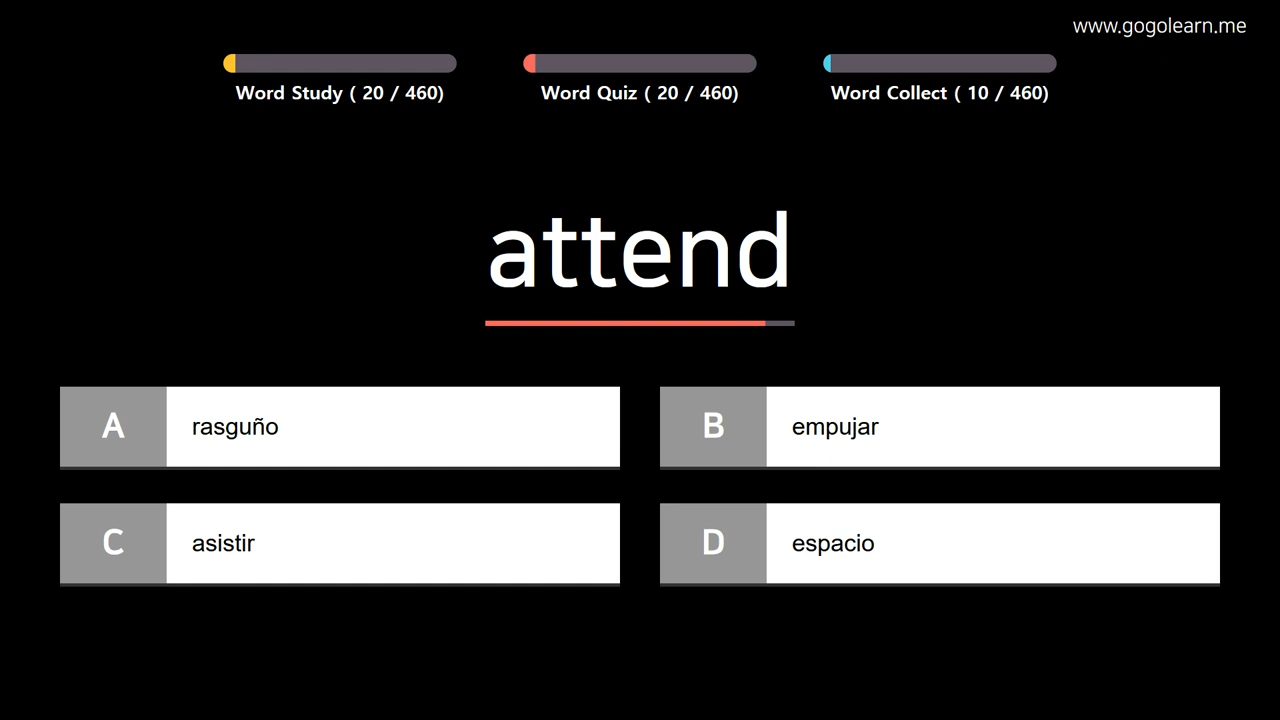 www.gogolearn.me
Word Study ( 20 / 460)
Word Quiz ( 20 / 460)
Word Collect ( 10 / 460)
attend
A rasguño
B empujar
C asistir
D espacio